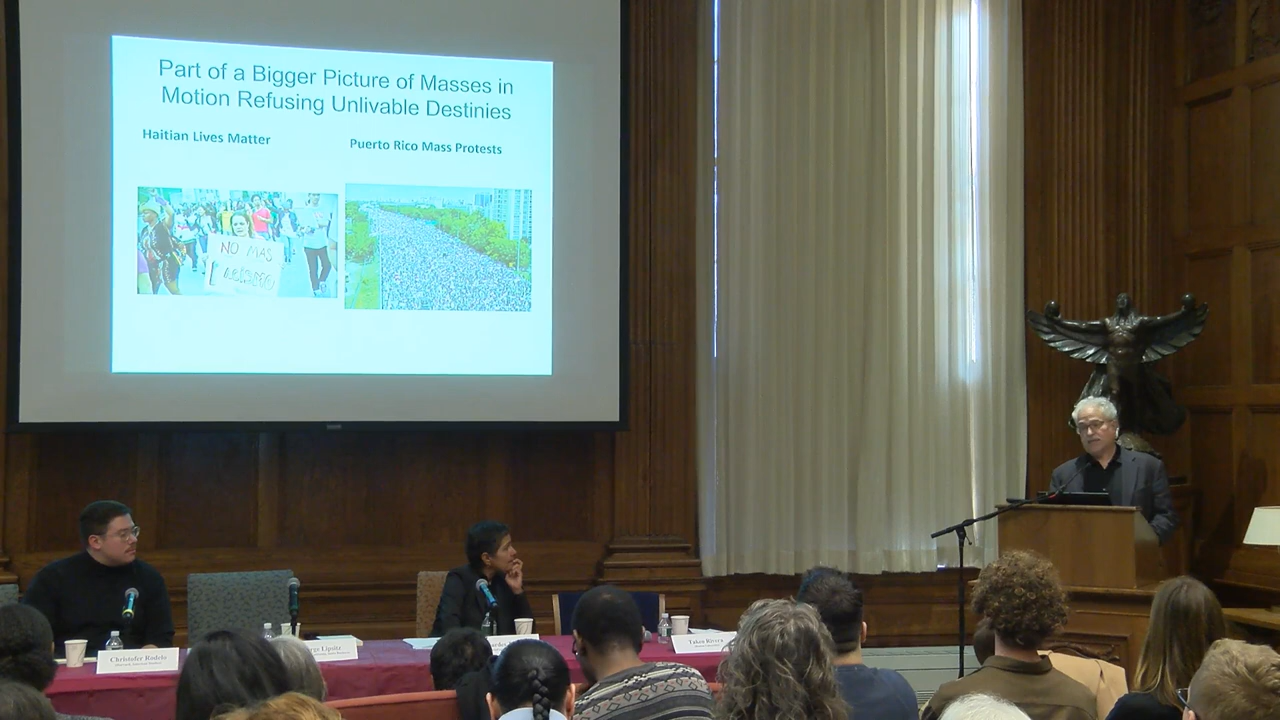 Part of a Bigger Picture of Masses in
Motion Refusing Unlivable Destinies
Haitian Lives Matter
Puerto Rico Mass Protests
NO MAS
Christofer Rodelo
Lipsitz
Takeo Rivera